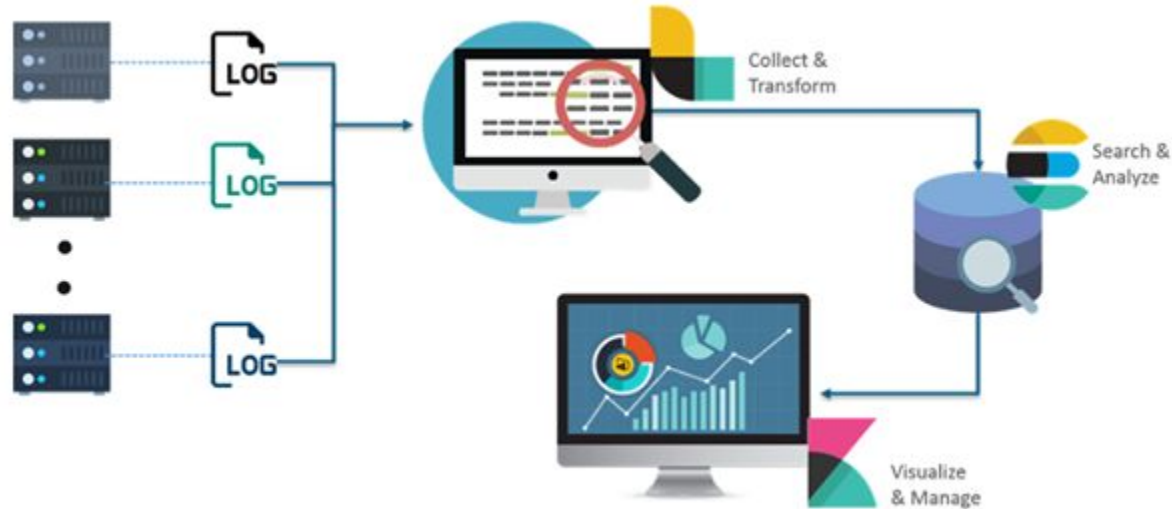 LOG
Collect &
Transform
LOG
Search &
Analyze
LOG
Visualize
& Manage